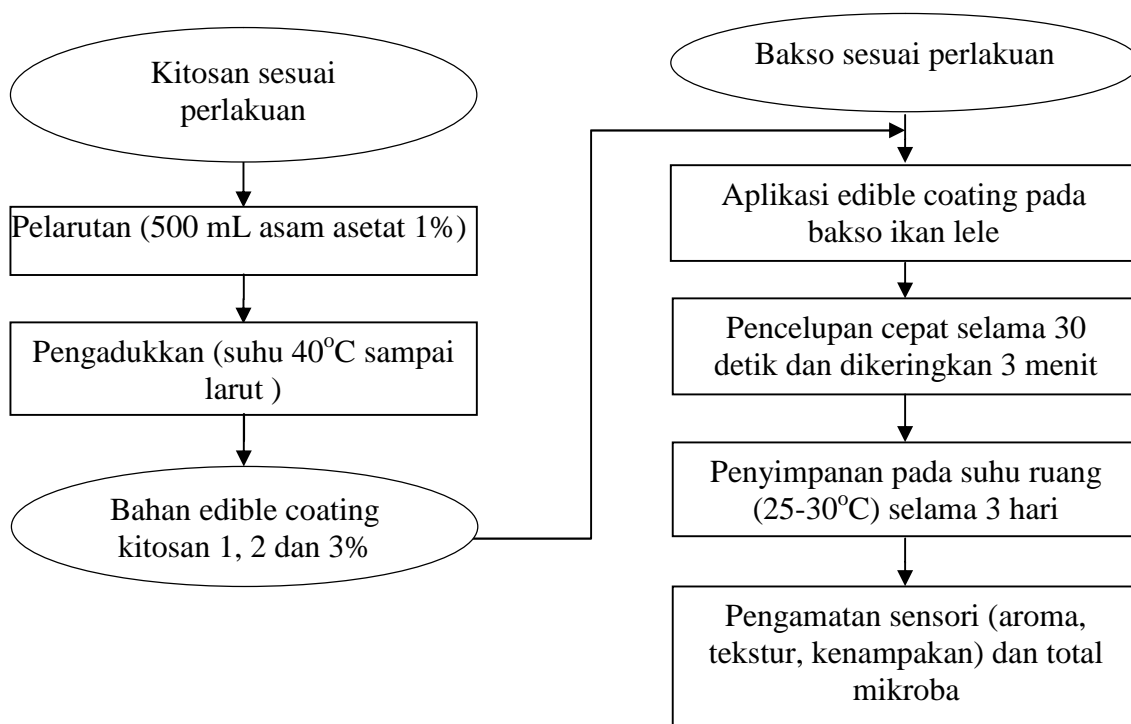 Kitosan sesuai
perlakuan
Pelarutan (500 mL asam asetat 1%)
Pengadukkan (suhu 40°C sampai
larut )
Bahan edible coating
kitosan 1, 2 dan 3%
Bakso sesuai perlakuan
Aplikasi edible coating pada
bakso ikan lele
Pencelupan cepat selama 30
detik dan dikeringkan 3 menit
Penyimpanan pada suhu ruang
(25-30°C) selama 3 hari
Pengamatan sensori (aroma,
tekstur, kenampakan) dan total
mikroba